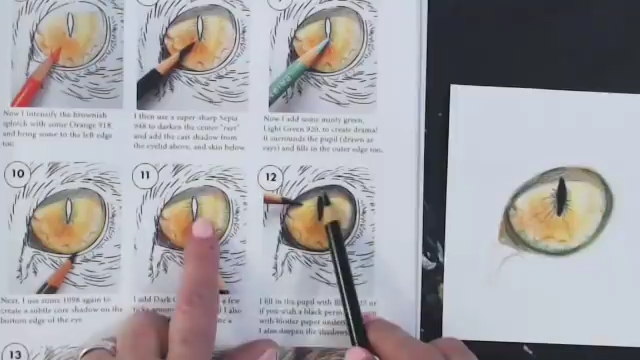 Now I intensify the brownish
splotch with some Orange 918,
and bring some to the left edge
too.
I then use a super sharp Sepia
948 to darken the center "rays"
and add the cast shadow from
the eyelid above, and skin below.
Now I add some minty green,
Light Green 920, to create drama!
It surrounds the pupil (drawn as
rays) and fills in the outer edge too.
10
11
12
Next, I use some 1098 again to
create a subtle core shadow on the
bottom edge of the eye.
I add Dark a few
I also
a
I fill in the pupil with or
if you wish a black
with
I also deepen the shadows
13